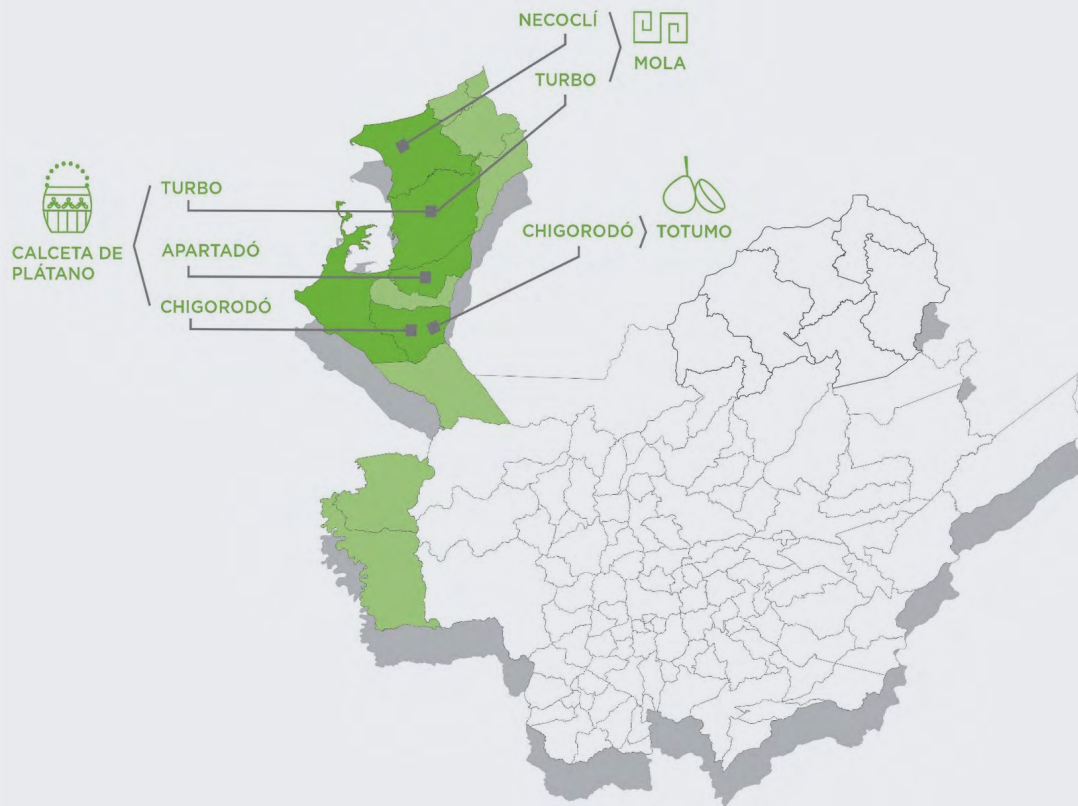 NECOCLÍ
TURBO
MOLA
TURBO
APARTADÓ
CHIGORODÓ
CALCETA DE
PLÁTANO
CHIGORODÓ
TOTUMO